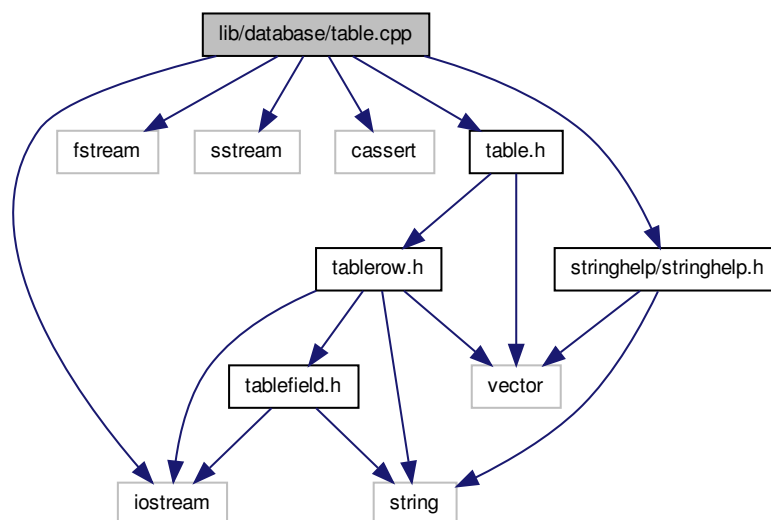 lib/database/table.cpp
fstream
sstream
cassert
table.h
tablerow.h
stringhelp/stringhelp.h
tablefield.h
vector
iostream
string